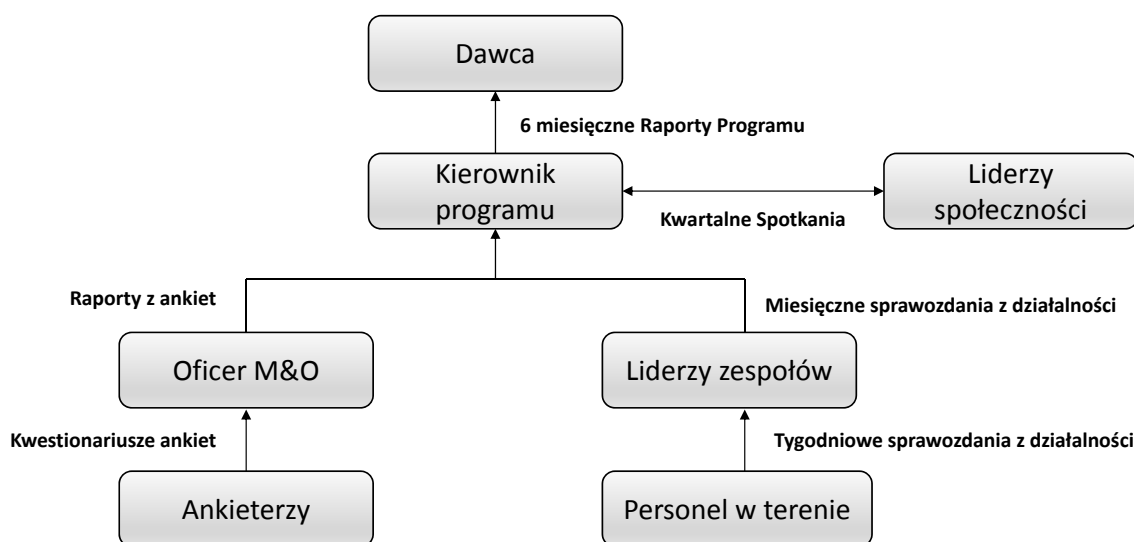 Dawca
6 miesięczne Raporty Programu
Kierownik
programu
Liderzy
społeczności
Kwartalne Spotkania
Raporty z ankiet
Miesięczne sprawozdania z działalności
Oficer M&O
Liderzy zespołów
Kwestionariusze ankiet
Tygodniowe sprawozdania z działalności
Ankieterzy
Personel w terenie